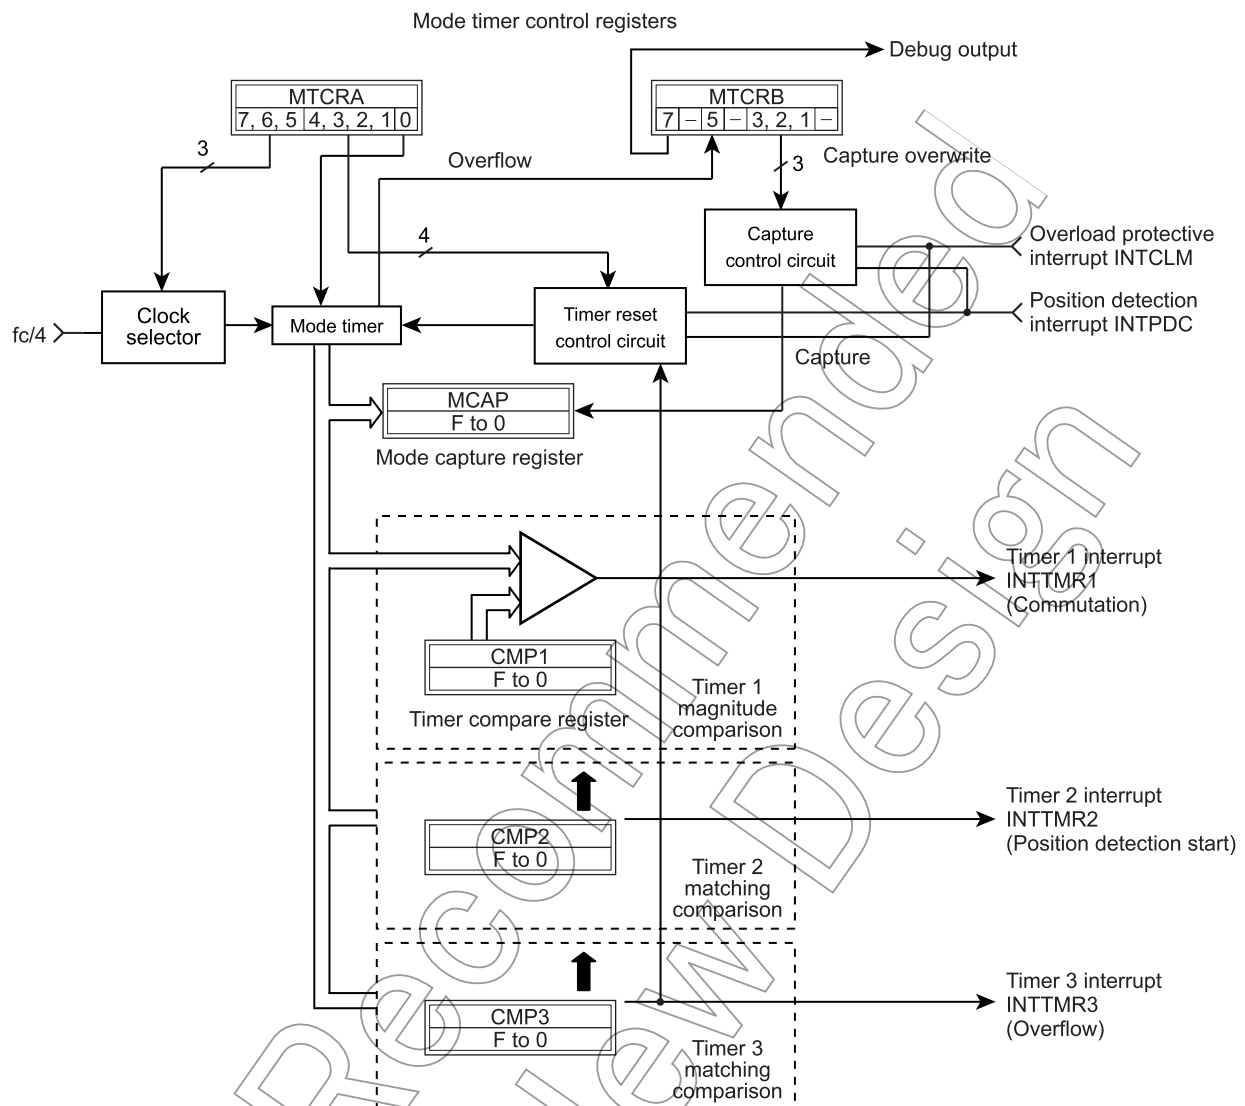 Mode timer control registers
Debug output
MTCRA
7, 6, 5 4, 3, 2, 1 0
MTCRB
7 – 5 – 3, 2, 1 –
3
Overflow
3
Capture overwrite
4
Capture
control circuit
Overload protective
interrupt INTCLM
Position detection
interrupt INTPDC
fc/4
Clock
selector
Mode timer
Timer reset
control circuit
Capture
MCAP
F to 0
Mode capture register
Timer 1 interrupt
INTTMR1
(Commutation)
CMP1
F to 0
Timer compare register
Timer 1
magnitude
comparison
Timer 2 interrupt
INTTMR2
(Position detection start)
CMP2
F to 0
Timer 2
matching
comparison
Timer 3 interrupt
INTTMR3
(Overflow)
CMP3
F to 0
Timer 3
matching
comparison
Recommended
New Design